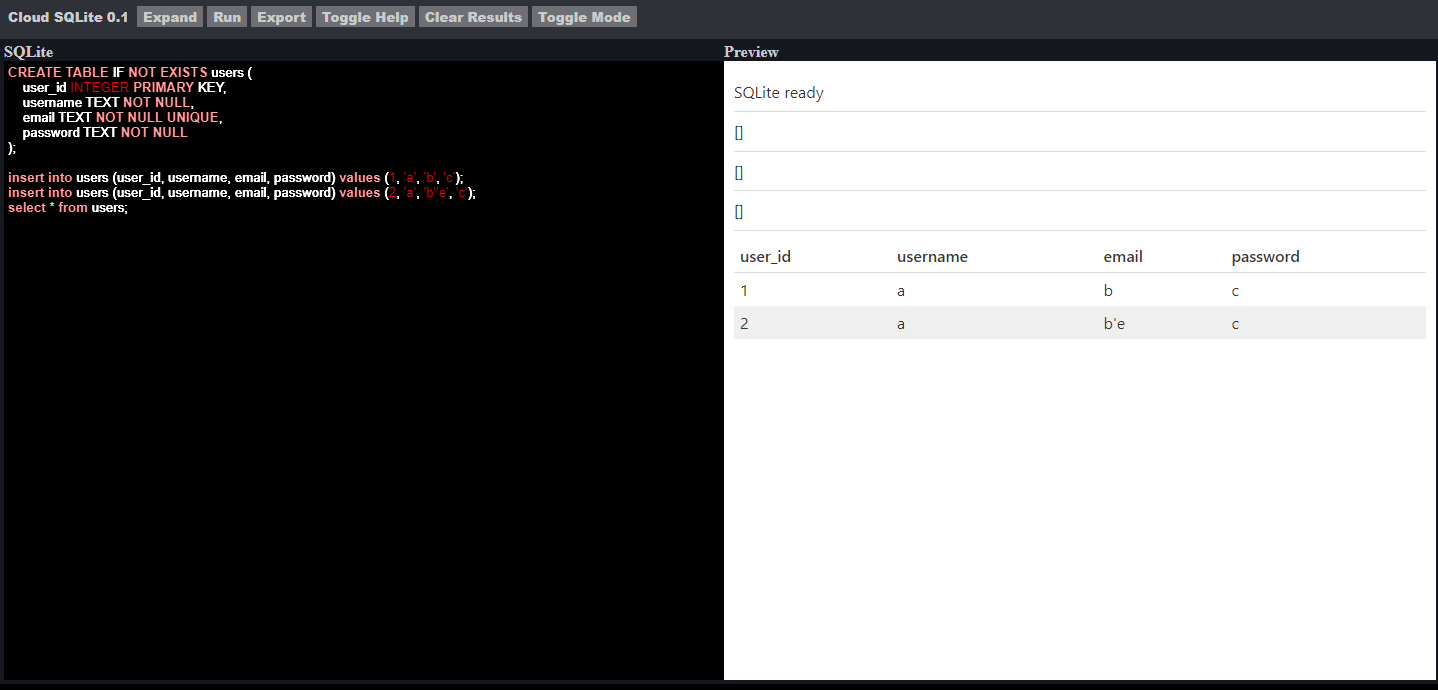 Cloud SQLite 0.1 Expand Run Export Toggle Help Clear Results Toggle Mode
SQLite
CREATE TABLE IF NOT EXISTS users (
    user_id INTEGER PRIMARY KEY,
    username TEXT NOT NULL,
    email TEXT NOT NULL UNIQUE,
    password TEXT NOT NULL
);
insert into users (user_id, username, email, password) values (1, 'a', 'b', 'c');
insert into users (user_id, username, email, password) values (2, 'a', 'b''e', 'c');
select * from users;
Preview
SQLite ready
[]
[]
[]
user_id username email password
1 a b c
2 a b'e c